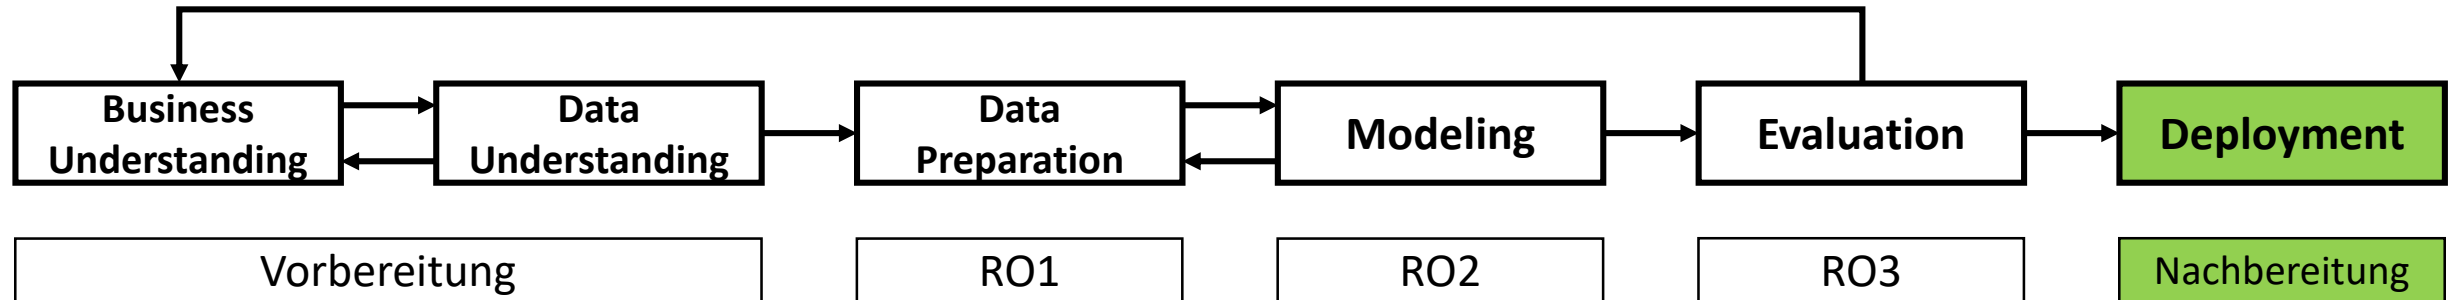 Business
Understanding
Data
Understanding
Data
Preparation
Modeling
Evaluation
Deployment
Vorbereitung
RO1
RO2
RO3
Nachbereitung